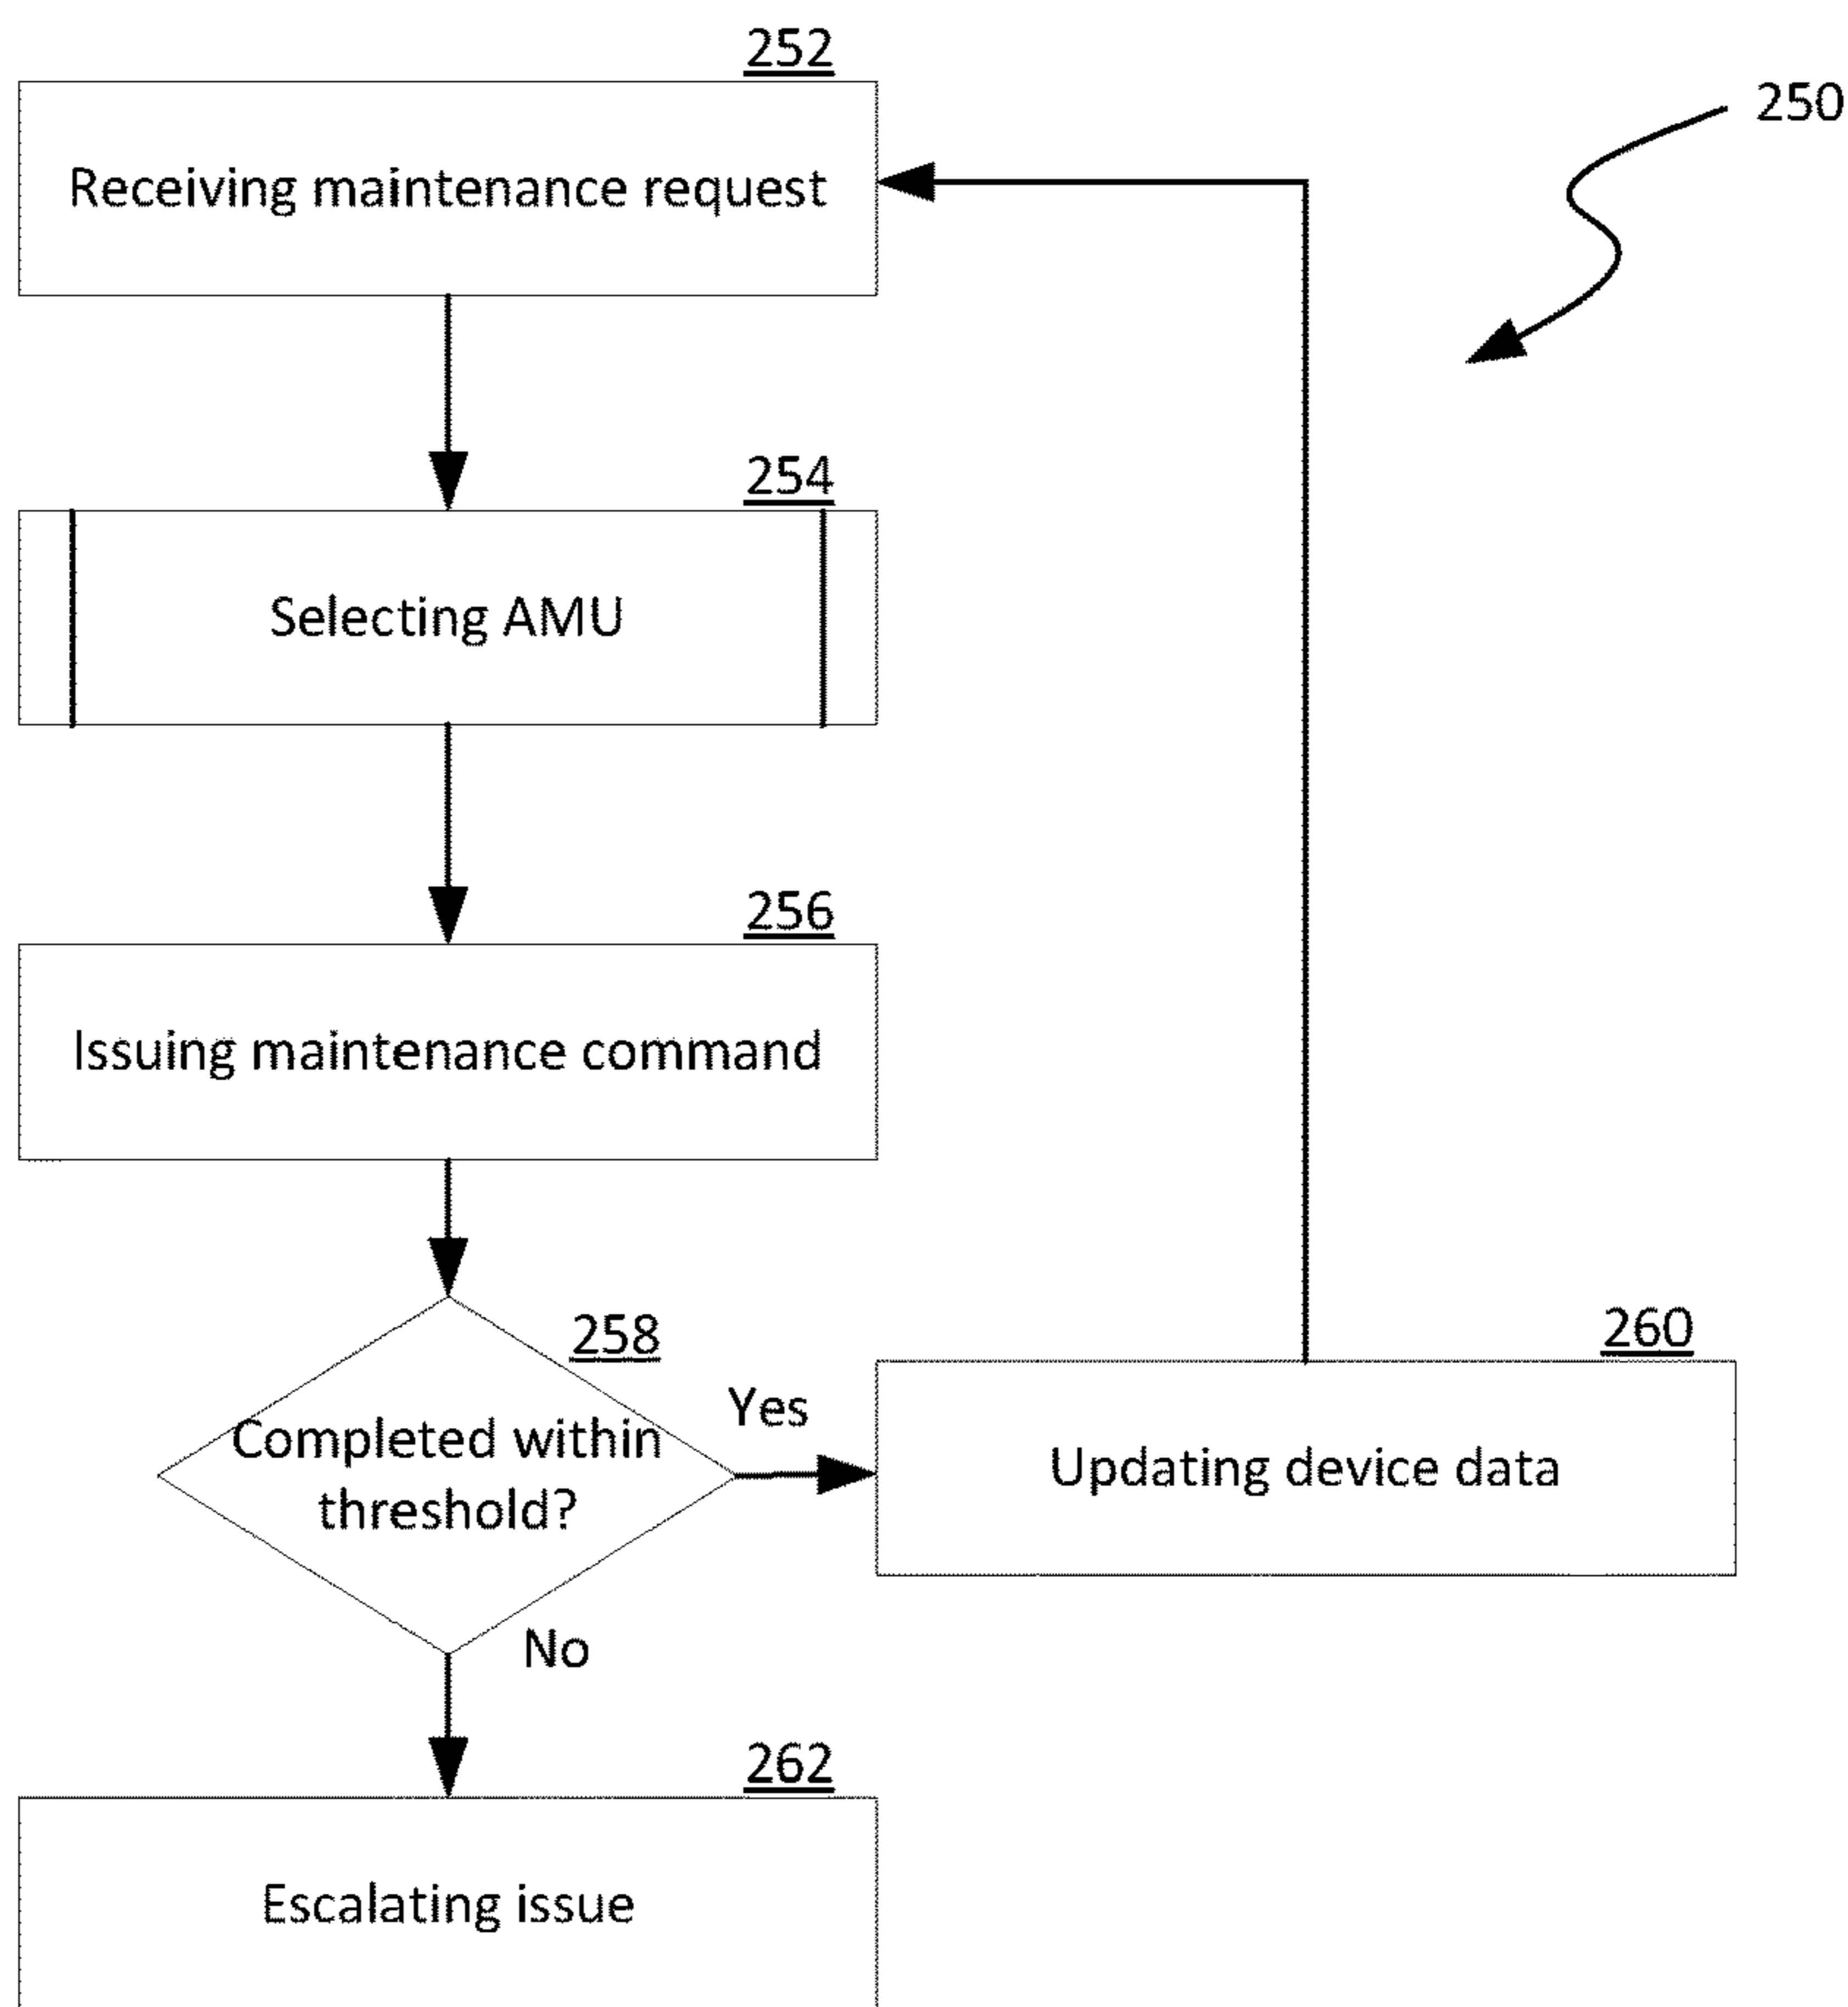 252
250
Receiving maintenance request
254
Selecting AMU
256
Issuing maintenance command
258
Yes
260
Completed within
threshold?
Updating device data
No
262
Escalating issue